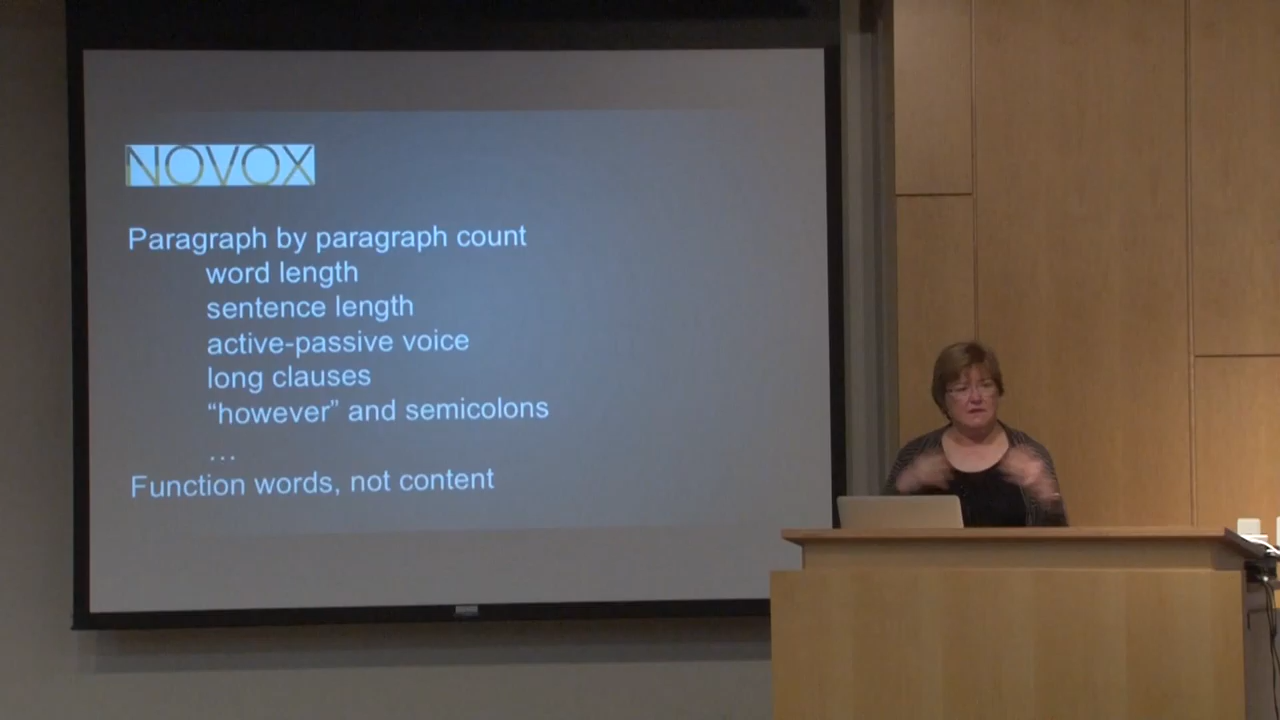 NOVOX
Paragraph by paragraph count
word length
sentence length
active-passive voice
long clauses
“however” and semicolons
…
Function words, not content